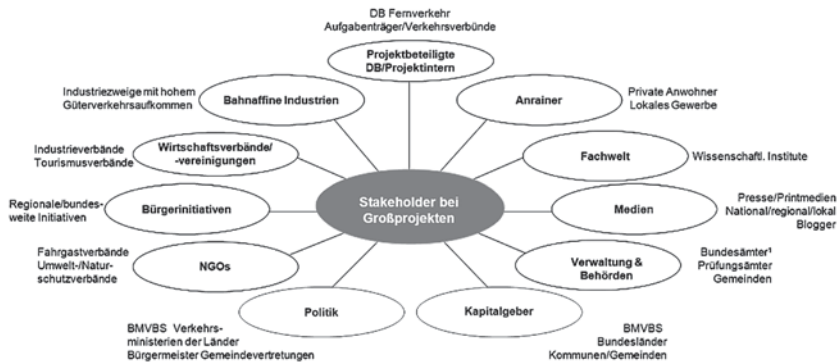 DB Fernverkehr
Aufgabenträger/Verkehrsverbünde
Projektbeteiligte
DB/Projektintern
Industriezweige mit hohem
Güterverkehrsaufkommen
Bahnaffine Industrien
Anrainer
Private Anwohner
Lokales Gewerbe
Industrieverbände
Tourismusverbände
Wirtschaftsverbände/
-vereinigungen
Fachwelt
Wissenschaftl. Institute
Stakeholder bei
Großprojekten
Regionale/bundes-
weite Initiativen
Bürgerinitiativen
Medien
Presse/Printmedien
National/regional/lokal
Blogger
Fahrgastverbände
Umwelt-/Natur-
schutzverbände
NGOs
Verwaltung &
Behörden
Bundesämter¹
Prüfungsämter
Gemeinden
Politik
Kapitalgeber
BMVBS Verkehrs-
ministerien der Länder
Bürgermeister Gemeindevertretungen
BMVBS
Bundesländer
Kommunen/Gemeinden